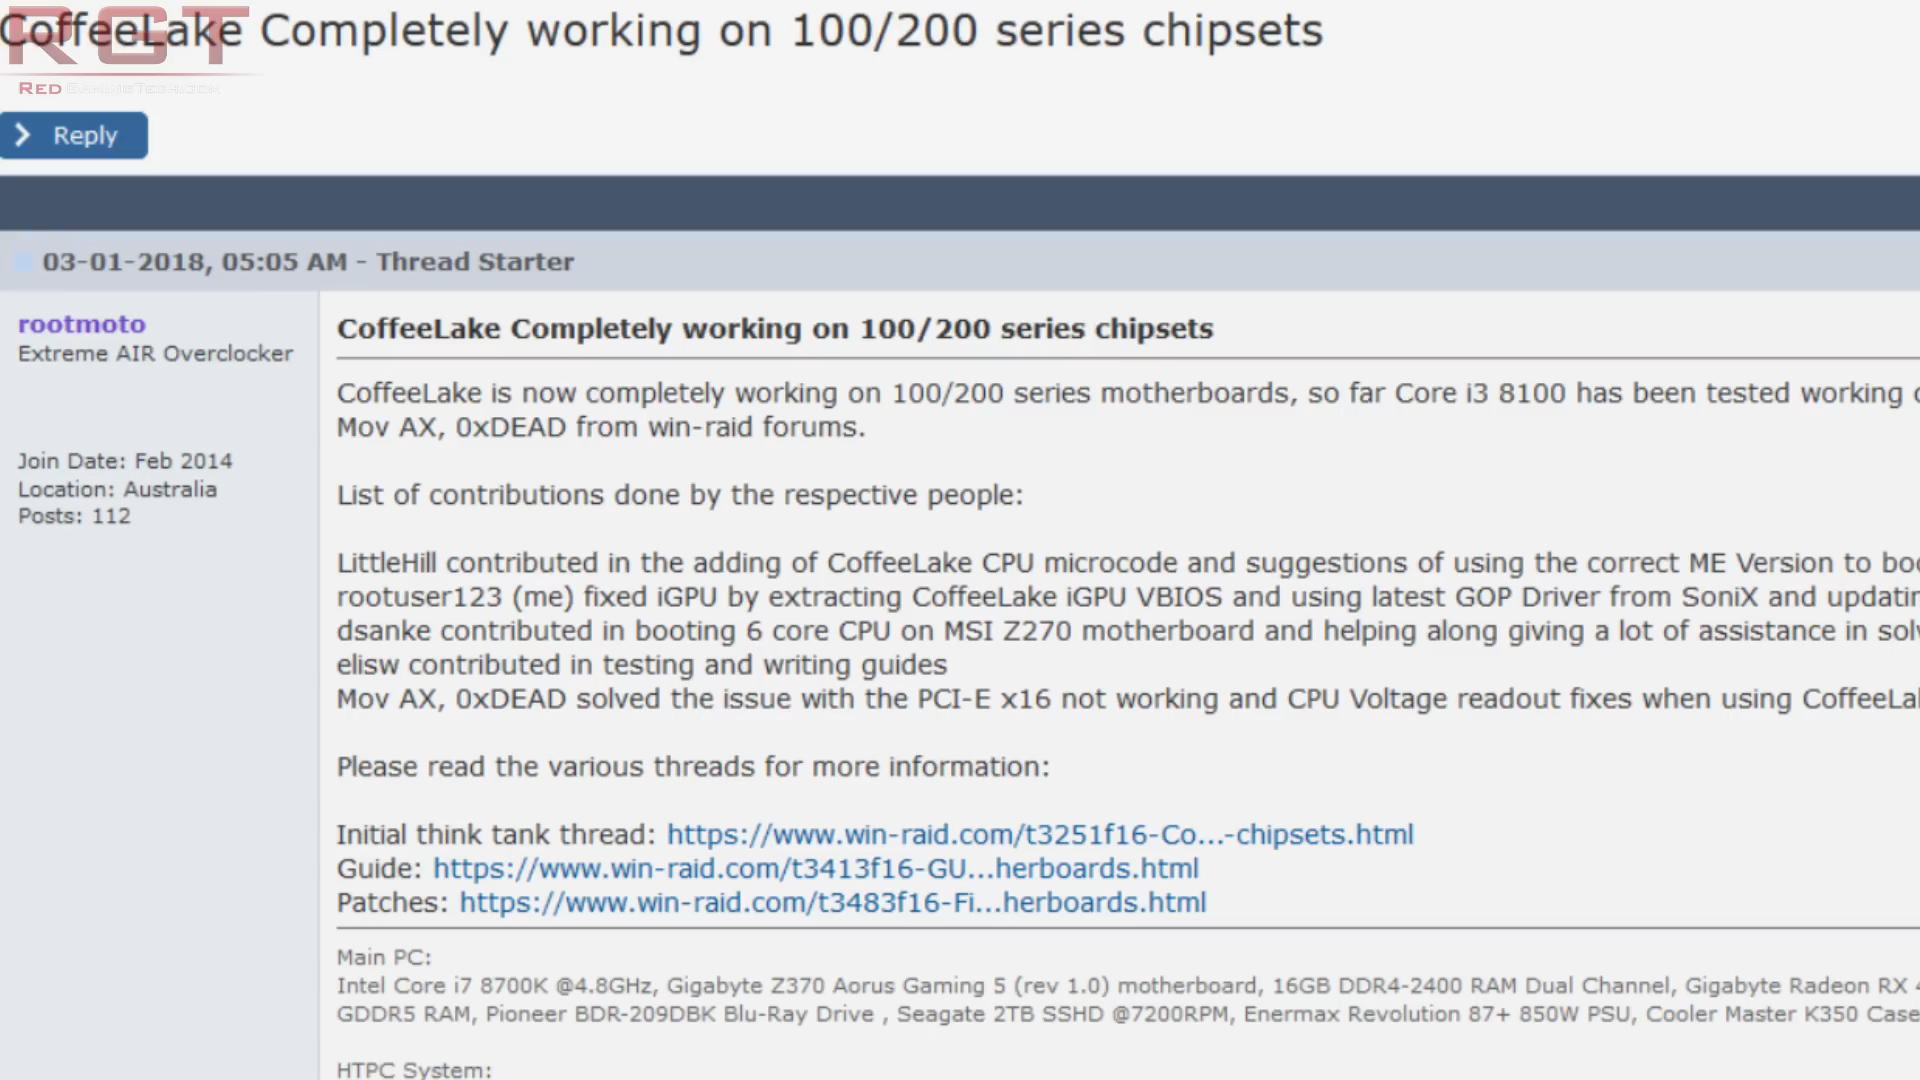 CoffeeLake Completely working on 100/200 series chipsets
RGT
RED GAMINGTECH.COM
Reply
03-01-2018, 05:05 AM - Thread Starter
rootmoto
Extreme AIR Overclocker
Join Date: Feb 2014
Location: Australia
Posts: 112
CoffeeLake Completely working on 100/200 series chipsets
CoffeeLake is now completely working on 100/200 series motherboards, so far Core i3 8100 has been tested working
Mov AX, 0xDEAD from win-raid forums.
List of contributions done by the respective people:
LittleHill contributed in the adding of CoffeeLake CPU microcode and suggestions of using the correct ME Version to
rootuser123 (me) fixed iGPU by extracting CoffeeLake iGPU VBIOS and using latest GOP Driver from SoniX and
dsanke contributed in booting 6 core CPU on MSI Z270 motherboard and helping along giving a lot of assistance in
elisw contributed in testing and writing guides
Mov AX, 0xDEAD solved the issue with the PCI-E x16 not working and CPU Voltage readout fixes when using
Please read the various threads for more information:
Initial think tank thread: https://www.win-raid.com/t3251f16-Co...-chipsets.html
Guide: https://www.win-raid.com/t3413f16-GU...herboards.html
Patches: https://www.win-raid.com/t3483f16-Fi...herboards.html
Main PC:
Intel Core i7 8700K @4.8GHz, Gigabyte Z370 Aorus Gaming 5 (rev 1.0) motherboard, 16GB DDR4-2400 RAM Dual Channel, Gigabyte Radeon RX
GDDR5 RAM, Pioneer BDR-209DBK Blu-Ray Drive , Seagate 2TB SSHD @7200RPM, Enermax Revolution 87+ 850W PSU, Cooler Master K350 Case
HTPC System: